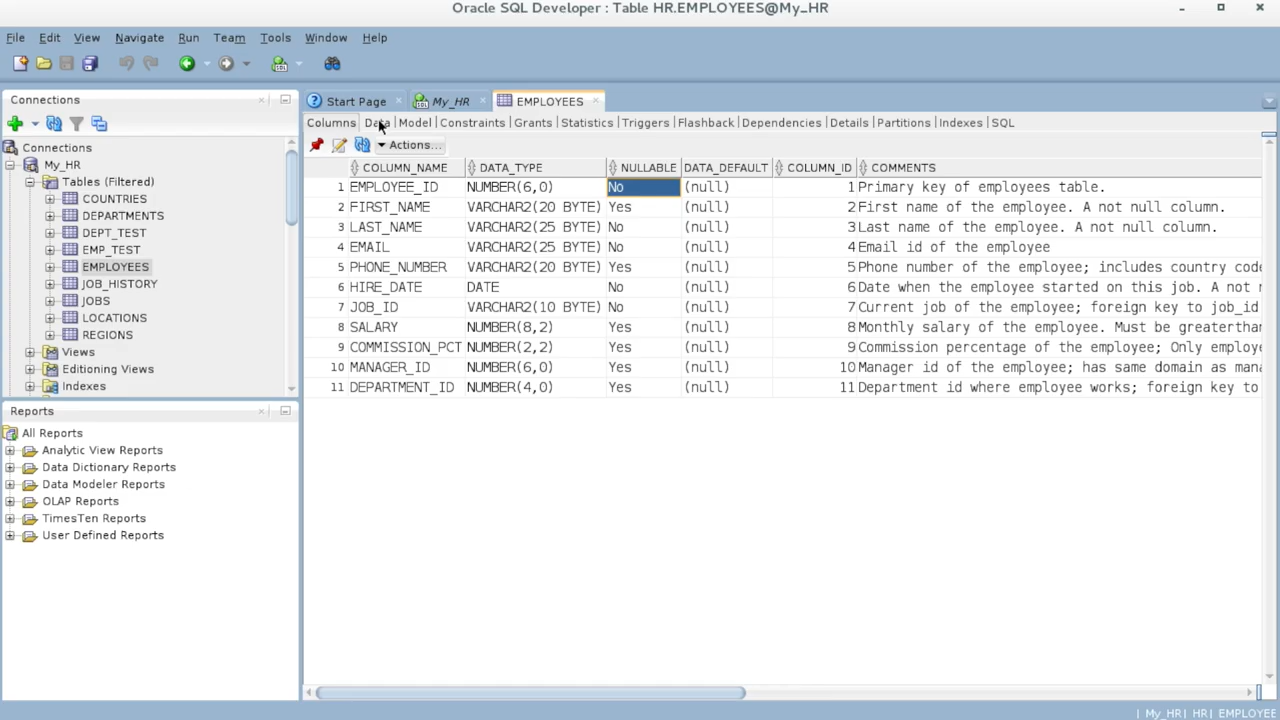 Oracle SQL Developer : Table HR.EMPLOYEES@My_HR
File Edit View Navigate Run Team Tools Window Help
Connections
Connections
My_HR
Tables (Filtered)
COUNTRIES
DEPARTMENTS
DEPT_TEST
EMP_TEST
EMPLOYEES
JOB_HISTORY
JOBS
LOCATIONS
REGIONS
Views
Editioning Views
Indexes
Reports
All Reports
Analytic View Reports
Data Dictionary Reports
Data Modeler Reports
OLAP Reports
TimesTen Reports
User Defined Reports
Start Page My_HR EMPLOYEES
Columns Data Model Constraints Grants Statistics Triggers Flashback Dependencies Details Partitions Indexes SQL
Actions...
COLUMN_NAME DATA_TYPE NULLABLE DATA_DEFAULT COLUMN_ID COMMENTS
1 EMPLOYEE_ID NUMBER(6,0) No (null) 1 Primary key of employees table.
2 FIRST_NAME VARCHAR2(20 BYTE) Yes (null) 2 First name of the employee. A not null column.
3 LAST_NAME VARCHAR2(25 BYTE) No (null) 3 Last name of the employee. A not null column.
4 EMAIL VARCHAR2(25 BYTE) No (null) 4 Email id of the employee
5 PHONE_NUMBER VARCHAR2(20 BYTE) Yes (null) 5 Phone number of the employee; includes country code
6 HIRE_DATE DATE No (null) 6 Date when the employee started on this job. A not
7 JOB_ID VARCHAR2(10 BYTE) No (null) 7 Current job of the employee; foreign key to job_id
8 SALARY NUMBER(8,2) Yes (null) 8 Monthly salary of the employee. Must be greaterthan
9 COMMISSION_PCT NUMBER(2,2) Yes (null) 9 Commission percentage of the employee; Only employe
10 MANAGER_ID NUMBER(6,0) Yes (null) 10 Manager id of the employee; has same domain as mana
11 DEPARTMENT_ID NUMBER(4,0) Yes (null) 11 Department id where employee works; foreign key to
My_HR HR EMPLOYEE